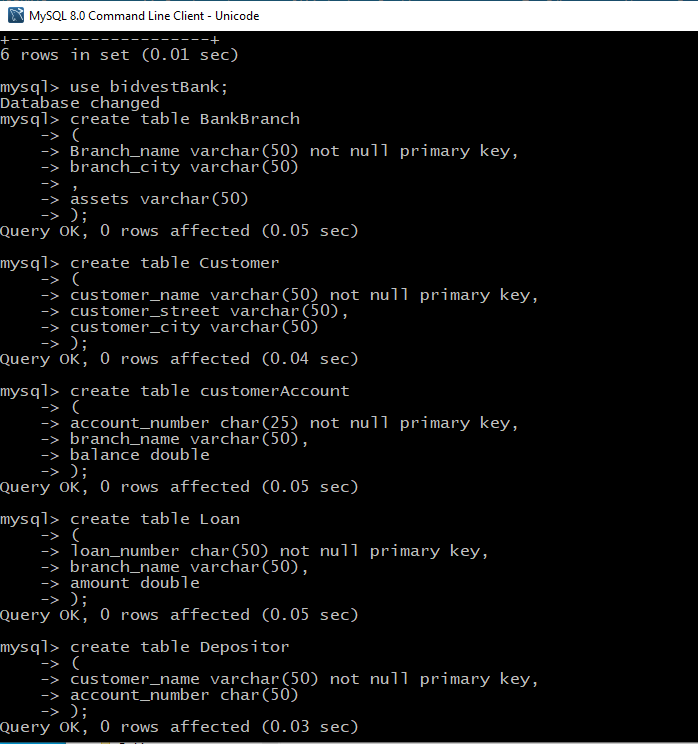 MySQL 8.0 Command Line Client - Unicode
+--------------------+
6 rows in set (0.01 sec)
mysql> use bidvestBank;
Database changed
mysql> create table BankBranch
    -> (
    -> Branch_name varchar(50) not null primary key,
    -> branch_city varchar(50)
    -> ,
    -> assets varchar(50)
    -> );
Query OK, 0 rows affected (0.05 sec)
mysql> create table Customer
    -> (
    -> customer_name varchar(50) not null primary key,
    -> customer_street varchar(50),
    -> customer_city varchar(50)
    -> );
Query OK, 0 rows affected (0.04 sec)
mysql> create table customerAccount
    -> (
    -> account_number char(25) not null primary key,
    -> branch_name varchar(50),
    -> balance double
    -> );
Query OK, 0 rows affected (0.05 sec)
mysql> create table Loan
    -> (
    -> loan_number char(50) not null primary key,
    -> branch_name varchar(50),
    -> amount double
    -> );
Query OK, 0 rows affected (0.05 sec)
mysql> create table Depositor
    -> (
    -> customer_name varchar(50) not null primary key,
    -> account_number char(50)
    -> );
Query OK, 0 rows affected (0.03 sec)